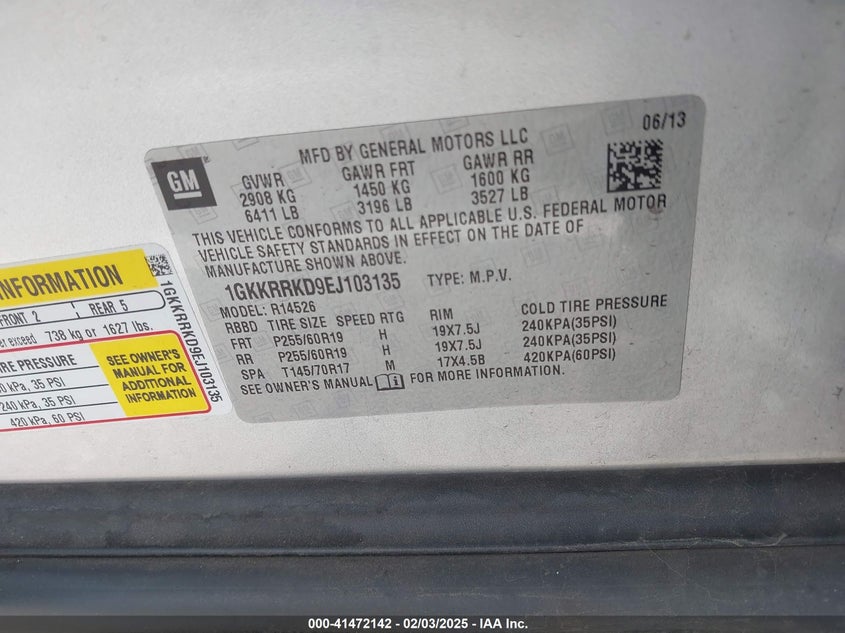 06/13
MFD BY GENERAL MOTORS LLC
GM
GVWR GAWR FRT GAWR RR
2908 KG 1450 KG 1600 KG
6411 LB 3196 LB 3527 LB
THIS VEHICLE CONFORMS TO ALL APPLICABLE U.S. FEDERAL MOTOR
VEHICLE SAFETY STANDARDS IN EFFECT ON THE DATE OF
MANUFACTURE SHOWN ABOVE.
1GKKRRKD9EJ103135 TYPE: M.P.V.
MODEL: R14526
RBBD TIRE SIZE SPEED RTG RIM COLD TIRE PRESSURE
FRT P255/60R19 H 19X7.5J 240KPA(35PSI)
RR P255/60R19 H 19X7.5J 240KPA(35PSI)
SPA T145/70R17 M 17X4.5B 420KPA(60PSI)
SEE OWNER'S MANUAL FOR MORE INFORMATION.
INFORMATION
FRONT 2 REAR 5
exceed 738 kg or 1627 lbs.
PRESSURE
kPa, 35 PSI
240 kPa, 35 PSI
420 kPa, 60 PSI
SEE OWNER'S
MANUAL FOR
ADDITIONAL
INFORMATION
1GKKRRKD9EJ103135
000-41472142 - 02/03/2025 - IAA Inc.